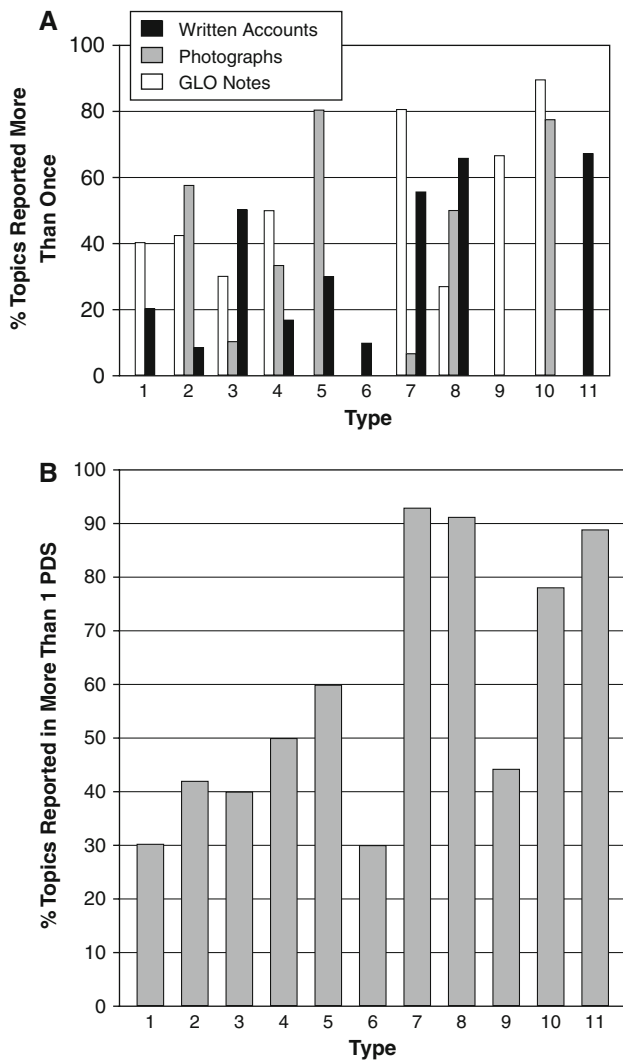 A
Written Accounts
Photographs
GLO Notes
% Topics Reported More
Than Once
100
80
60
40
20
0
1 2 3 4 5 6 7 8 9 10 11
Type
B
% Topics Reported in More Than 1 PDS
100
90
80
70
60
50
40
30
20
10
0
1 2 3 4 5 6 7 8 9 10 11
Type